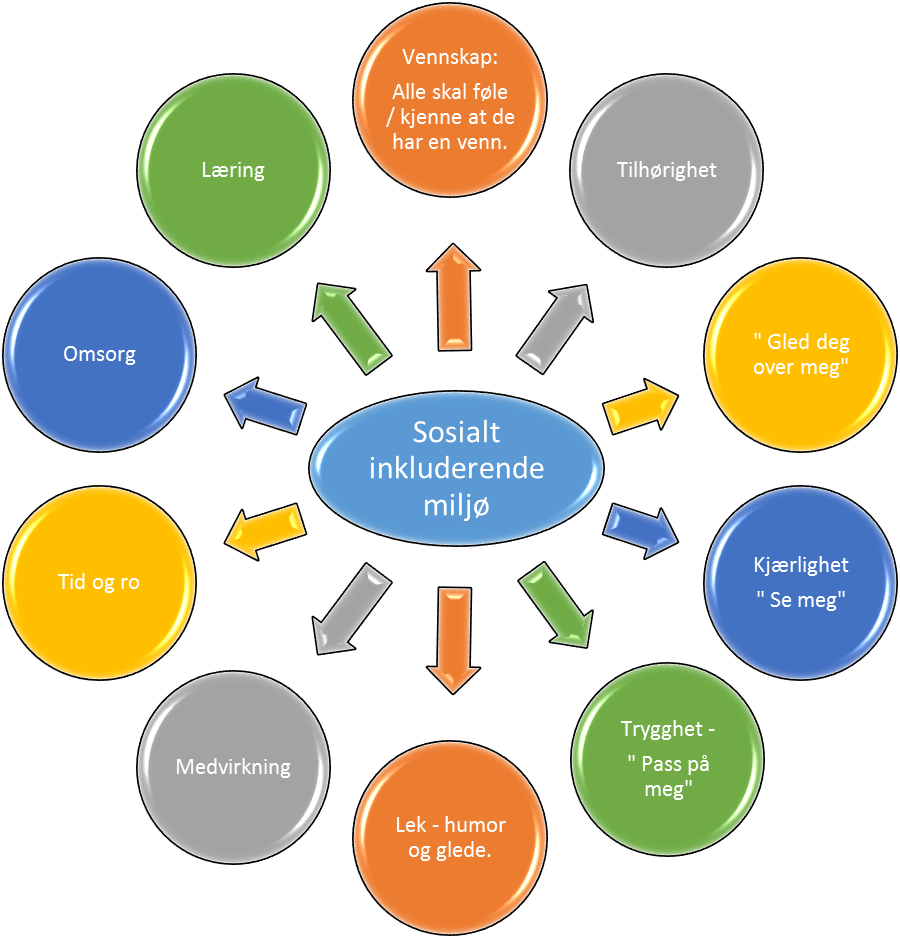 Vennskap:
Alle skal føle
/ kjenne at de
har en venn.
Tilhørighet
" Gled deg
over meg"
Kjærlighet
" Se meg"
Trygghet -
" Pass på
meg"
Lek - humor
og glede.
Medvirkning
Tid og ro
Omsorg
Læring
Sosialt
inkluderende
miljø